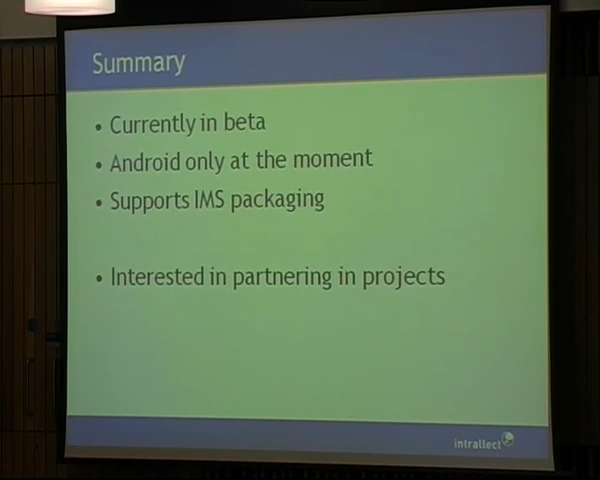 Summary
• Currently in beta
• Android only at the moment
• Supports IMS packaging
• Interested in partnering in projects
intrallect